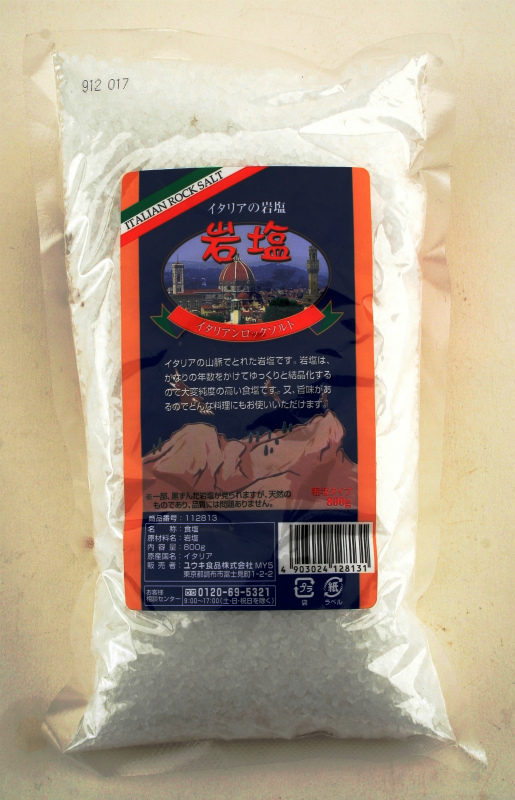 912 017
ITALIAN ROCK SALT
イタリアの岩塩
岩塩
イタリアンロックソルト
イタリアの山脈でとれた岩塩です。岩塩は、
かなりの年数をかけてゆっくりと結晶化する
ので大変純度の高い食塩です。又、旨味があ
るのでどんな料理にもお使いいただけます。
※一部、黒ずんだ岩塩が見られますが、天然の
ものであり、品質には問題ありません。
800g
商品番号:112813
名 称:食塩
原材料名:岩塩
内 容 量:800g
原産国名:イタリア
販 売 者:ユウキ食品株式会社 MY5
東京都調布市富士見町1-2-2
お客様
相談センター
0120-69-5321
9:00~17:00(土・日・祝日を除く)
4 903024 128131
プラ
袋
紙
ラベル